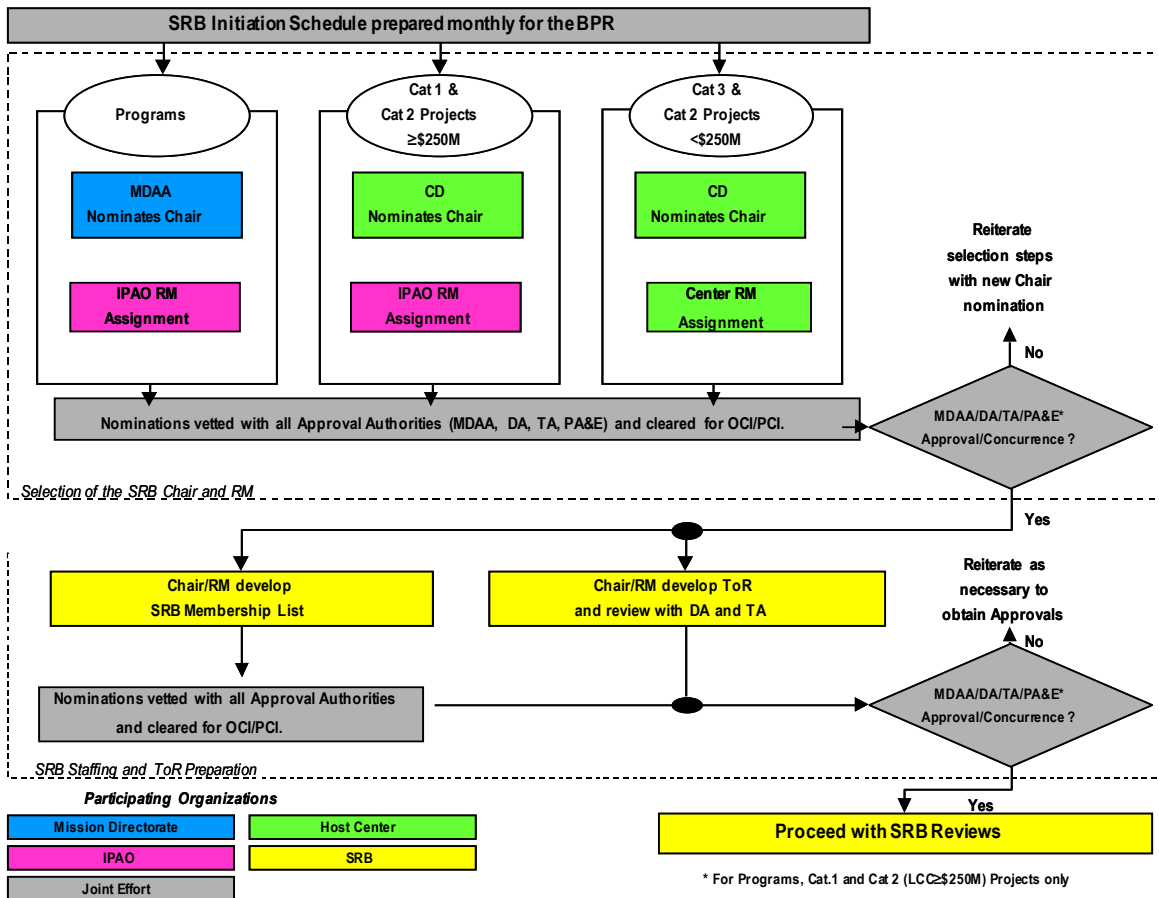 SRB Initiation Schedule prepared monthly for the BPR
Programs
Cat 1 &
Cat 2 Projects
≥$250M
Cat 3 &
Cat 2 Projects
<$250M
MDAA
Nominates Chair
CD
Nominates Chair
CD
Nominates Chair
IPAO RM
Assignment
IPAO RM
Assignment
Center RM
Assignment
Reiterate
selection steps
with new Chair
nomination
No
Nominations vetted with all Approval Authorities (MDAA, DA, TA, PA&E) and cleared for OCI/PCI.
MDAA/DA/TA/PA&E*
Approval/Concurrence ?
Selection of the SRB Chair and RM
Yes
Chair/RM develop
SRB Membership List
Chair/RM develop ToR
and review with DA and TA
Reiterate as
necessary to
obtain Approvals
No
Nominations vetted with all Approval Authorities
and cleared for OCI/PCI.
MDAA/DA/TA/PA&E*
Approval/Concurrence ?
SRB Staffing and ToR Preparation
Yes
Proceed with SRB Reviews
Participating Organizations
Mission Directorate
Host Center
IPAO
SRB
Joint Effort
* For Programs, Cat.1 and Cat 2 (LCC≥$250M) Projects only